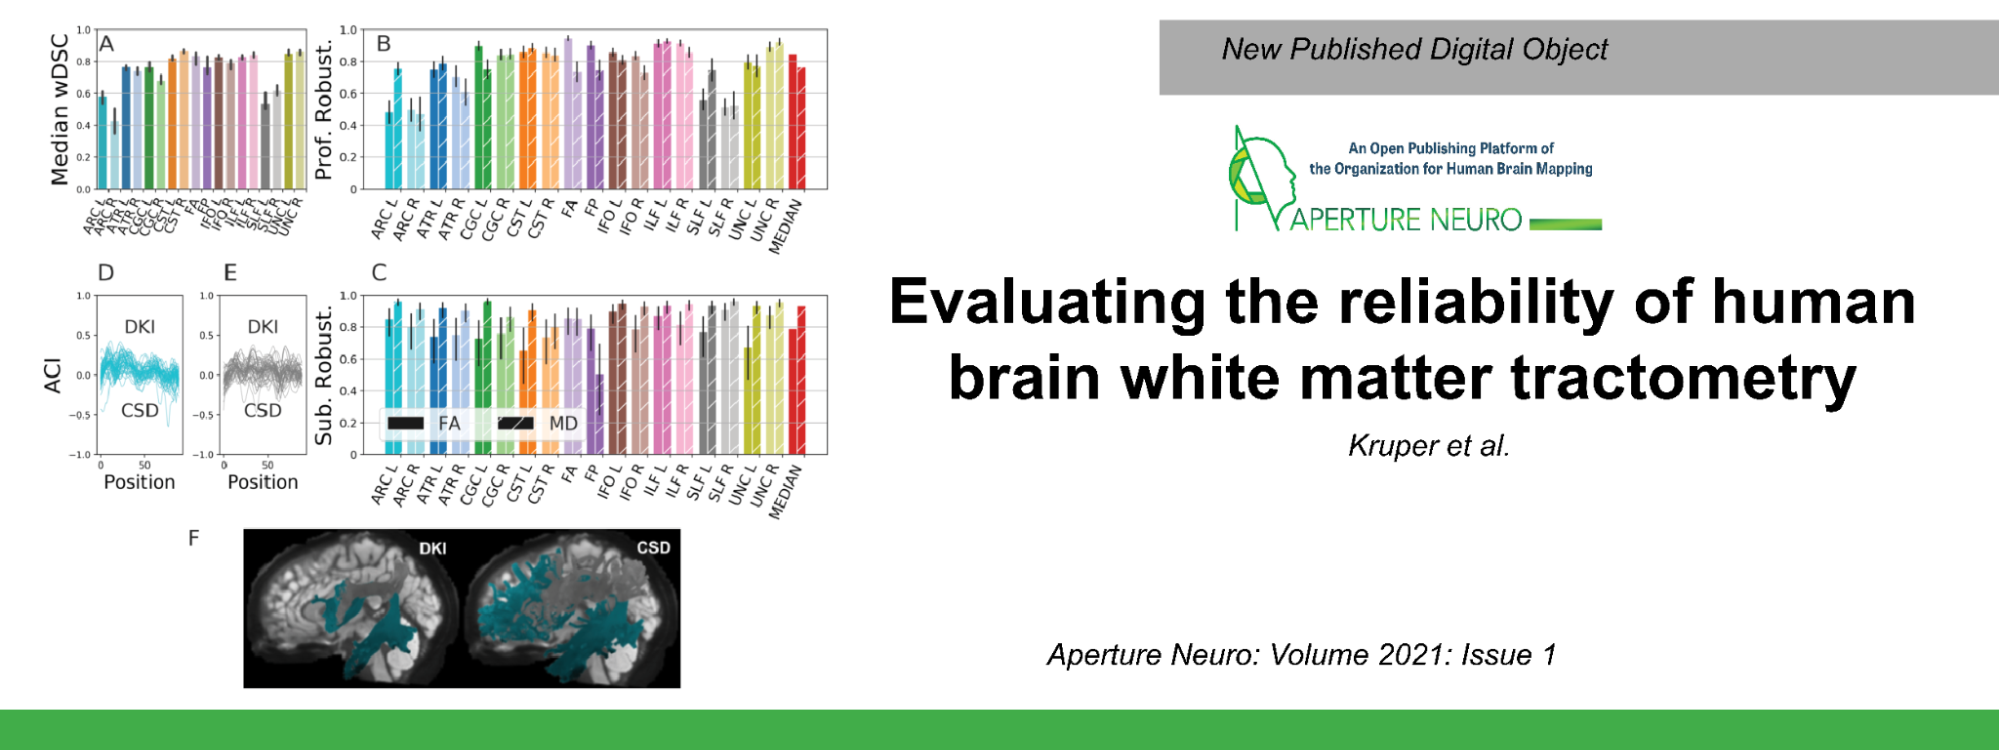 A
Median wDSC
1.0
0.8
0.6
0.4
0.2
0.0
ARC L
ARC R
ATR L
ATR R
CGC L
CGC R
CST L
CST R
FA
FP
IFO L
IFO R
ILF L
ILF R
SLF L
SLF R
UNC L
UNC R
B
Prof. Robust.
1.0
0.8
0.6
0.4
0.2
0
ARC L
ARC R
ATR L
ATR R
CGC L
CGC R
CST L
CST R
FA
FP
IFO L
IFO R
ILF L
ILF R
SLF L
SLF R
UNC L
UNC R
MEDIAN
D
ACI
1.0
0.5
0.0
−0.5
−1.0
DKI
CSD
0
50
Position
E
1.0
0.5
0.0
−0.5
−1.0
DKI
CSD
0
50
Position
C
Sub. Robust.
1.0
0.8
0.6
0.4
0.2
0
FA
MD
ARC L
ARC R
ATR L
ATR R
CGC L
CGC R
CST L
CST R
FA
FP
IFO L
IFO R
ILF L
ILF R
SLF L
SLF R
UNC L
UNC R
MEDIAN
F
DKI
CSD
New Published Digital Object
An Open Publishing Platform of
the Organization for Human Brain Mapping
APERTURE NEURO
Evaluating the reliability of human
brain white matter tractometry
Kruper et al.
Aperture Neuro: Volume 2021: Issue 1